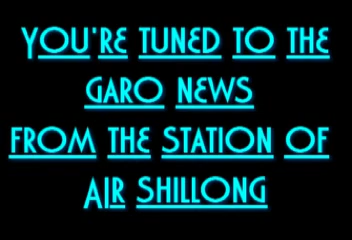 YOU'RE TUNED TO THE
GARO NEWS
FROM THE STATION OF
AIR SHILLONG